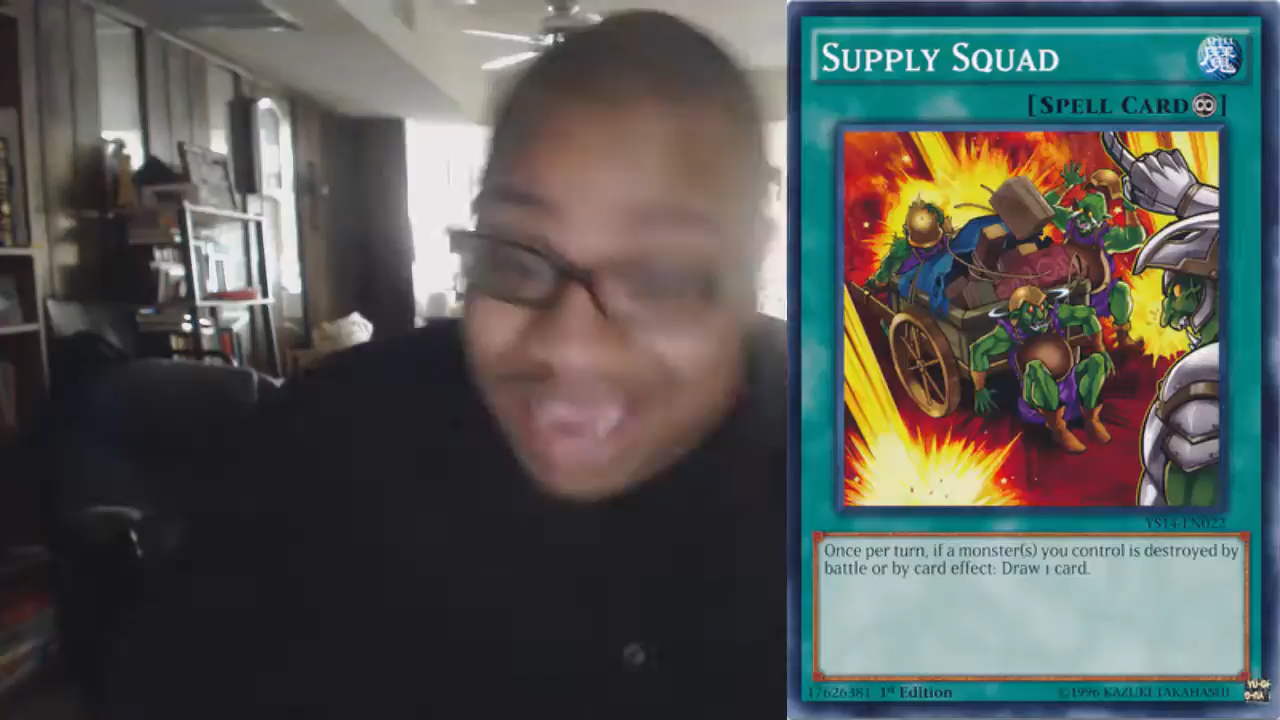 SUPPLY SQUAD
[SPELL CARD]
YS14-EN022
Once per turn, if a monster(s) you control is destroyed by
battle or by card effect: Draw 1 card.
17626381 1st Edition ©1996 KAZUKI TAKAHASHI